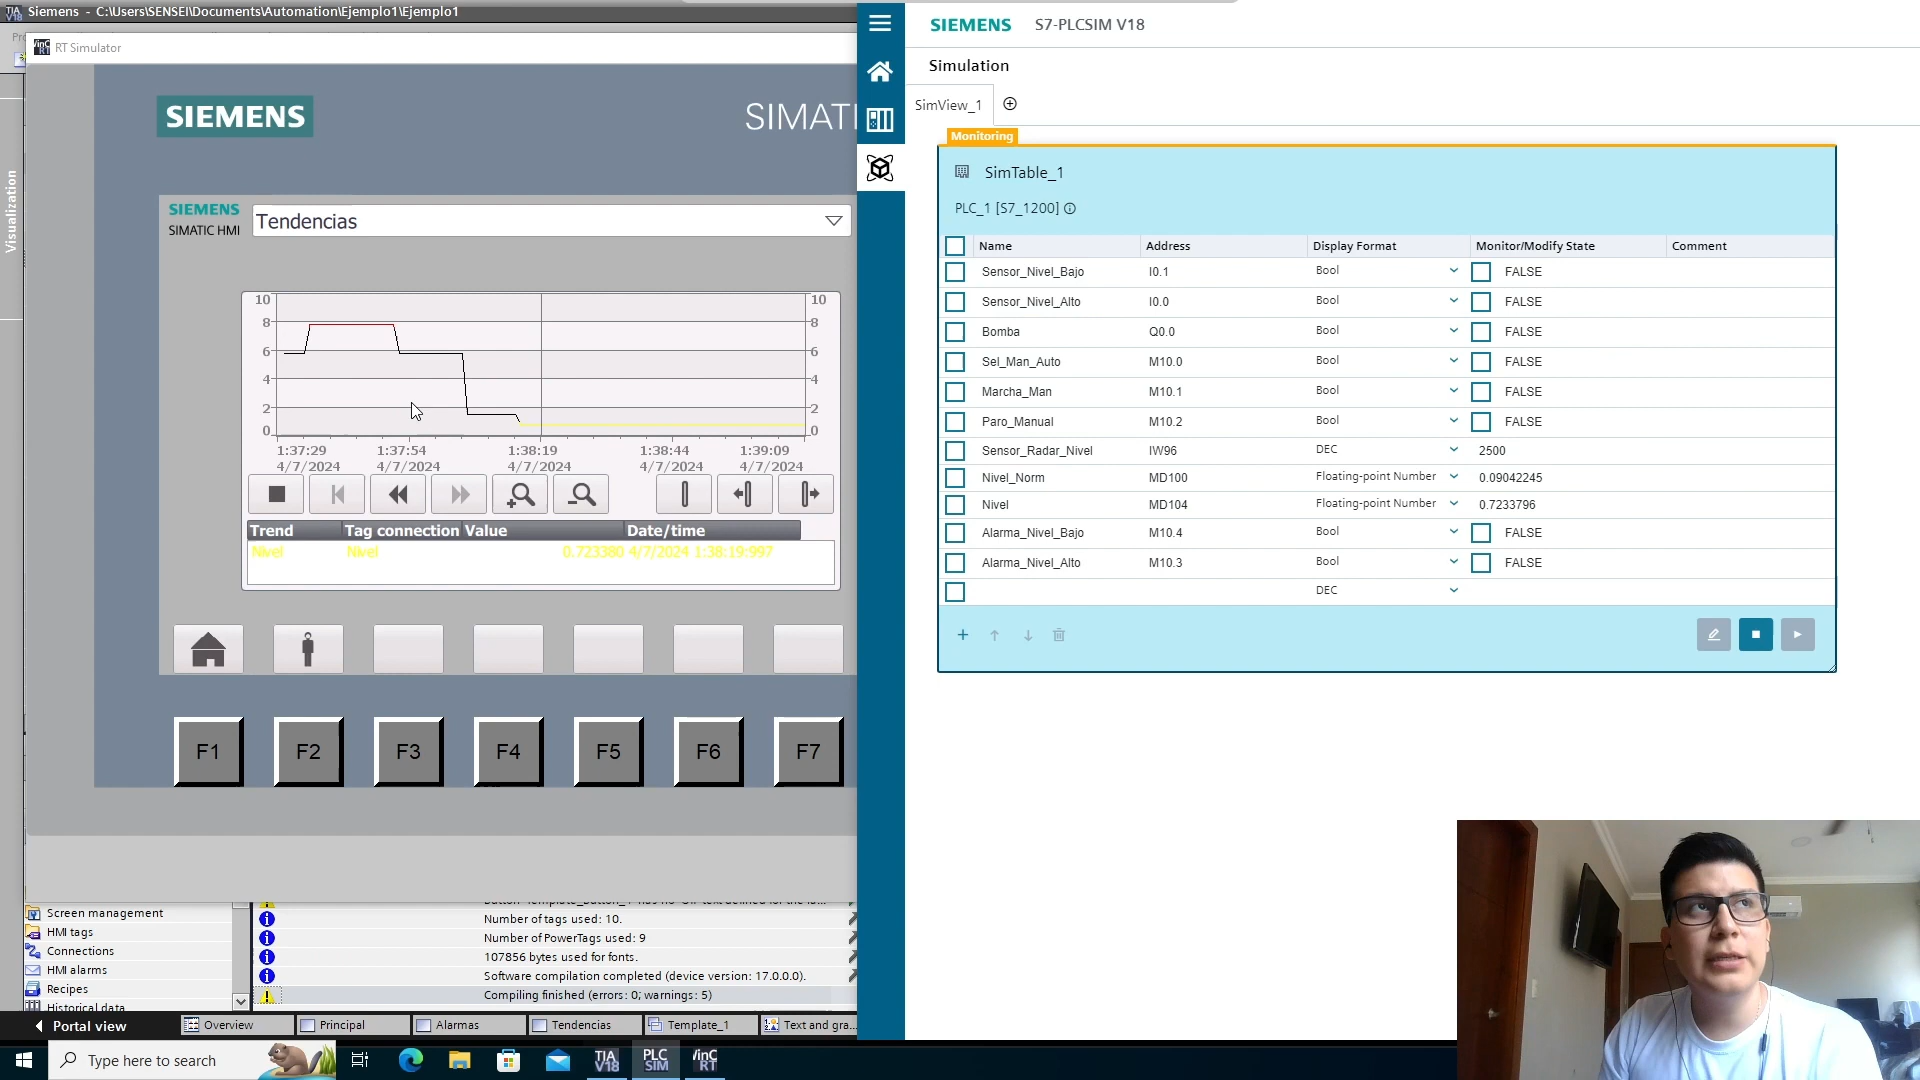 Siemens - C:\Users\SENSEI\Documents\Automation\Ejemplo1\Ejemplo1
RT Simulator
Visualization
SIEMENS
SIMATI
SIEMENS
SIMATIC HMI
Tendencias
10
8
6
4
2
0
10
8
6
4
2
0
1:37:29
4/7/2024
1:37:54
4/7/2024
1:38:19
4/7/2024
1:38:44
4/7/2024
1:39:09
4/7/2024
Trend Tag connection Value Date/time
Nivel Nivel 0.723380 4/7/2024 1:38:19:997
F1 F2 F3 F4 F5 F6 F7
Screen management
HMI tags
Connections
HMI alarms
Recipes
Historical data
Number of tags used: 10.
Number of PowerTags used: 9
107856 bytes used for fonts.
Software compilation completed (device version: 17.0.0.0).
Compiling finished (errors: 0; warnings: 5)
Portal view
Overview
Principal
Alarmas
Tendencias
Template_1
Text and gra...
SIEMENS S7-PLCSIM V18
Simulation
SimView_1
Monitoring
SimTable_1
PLC_1 [S7_1200]
Name Address Display Format Monitor/Modify State Comment
Sensor_Nivel_Bajo I0.1 Bool FALSE
Sensor_Nivel_Alto I0.0 Bool FALSE
Bomba Q0.0 Bool FALSE
Sel_Man_Auto M10.0 Bool FALSE
Marcha_Man M10.1 Bool FALSE
Paro_Manual M10.2 Bool FALSE
Sensor_Radar_Nivel IW96 DEC 2500
Nivel_Norm MD100 Floating-point Number 0.09042245
Nivel MD104 Floating-point Number 0.7233796
Alarma_Nivel_Bajo M10.4 Bool FALSE
Alarma_Nivel_Alto M10.3 Bool FALSE
DEC
Type here to search
TIA
V18
PLC
SIM
WinC
RT